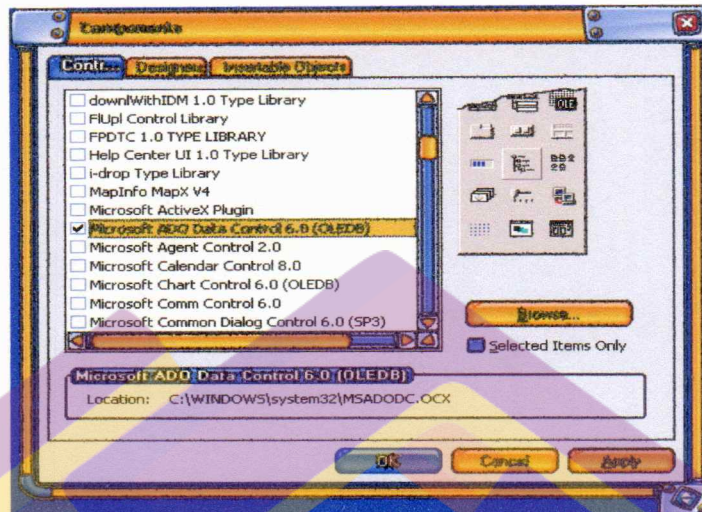 Components
Contr... Designers Insertable Objects
downlWithIDM 1.0 Type Library
FlUpl Control Library
FPDTC 1.0 TYPE LIBRARY
Help Center UI 1.0 Type Library
i-drop Type Library
MapInfo MapX V4
Microsoft ActiveX Plugin
Microsoft ADO Data Control 6.0 (OLEDB)
Microsoft Agent Control 2.0
Microsoft Calendar Control 8.0
Microsoft Chart Control 6.0 (OLEDB)
Microsoft Comm Control 6.0
Microsoft Common Dialog Control 6.0 (SP3)
OLE
Browse...
Selected Items Only
Microsoft ADO Data Control 6.0 (OLEDB)
Location: C:\WINDOWS\system32\MSADODC.OCX
OK Cancel Apply